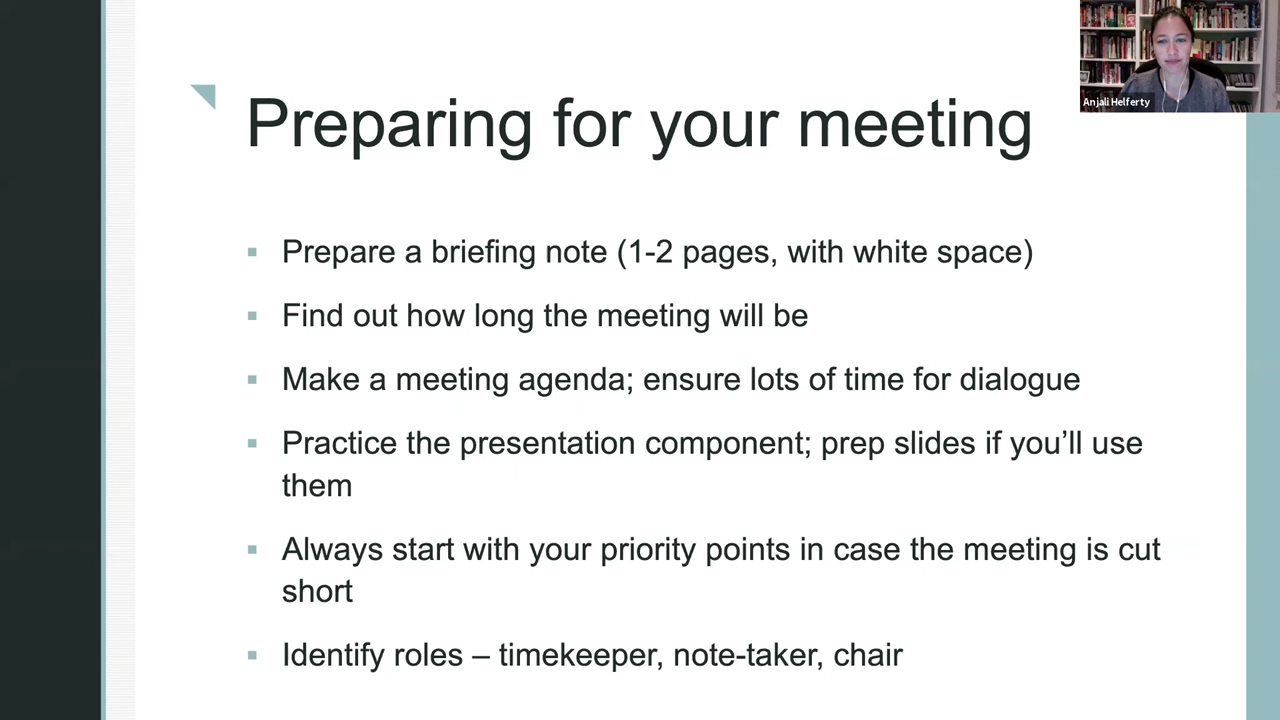 Anjali Helferty
Preparing for your meeting
▪ Prepare a briefing note (1-2 pages, with white space)
▪ Find out how long the meeting will be
▪ Make a meeting agenda; ensure lots of time for dialogue
▪ Practice the presentation component; prep slides if you’ll use
them
▪ Always start with your priority points in case the meeting is cut
short
▪ Identify roles – timekeeper, note-taker, chair